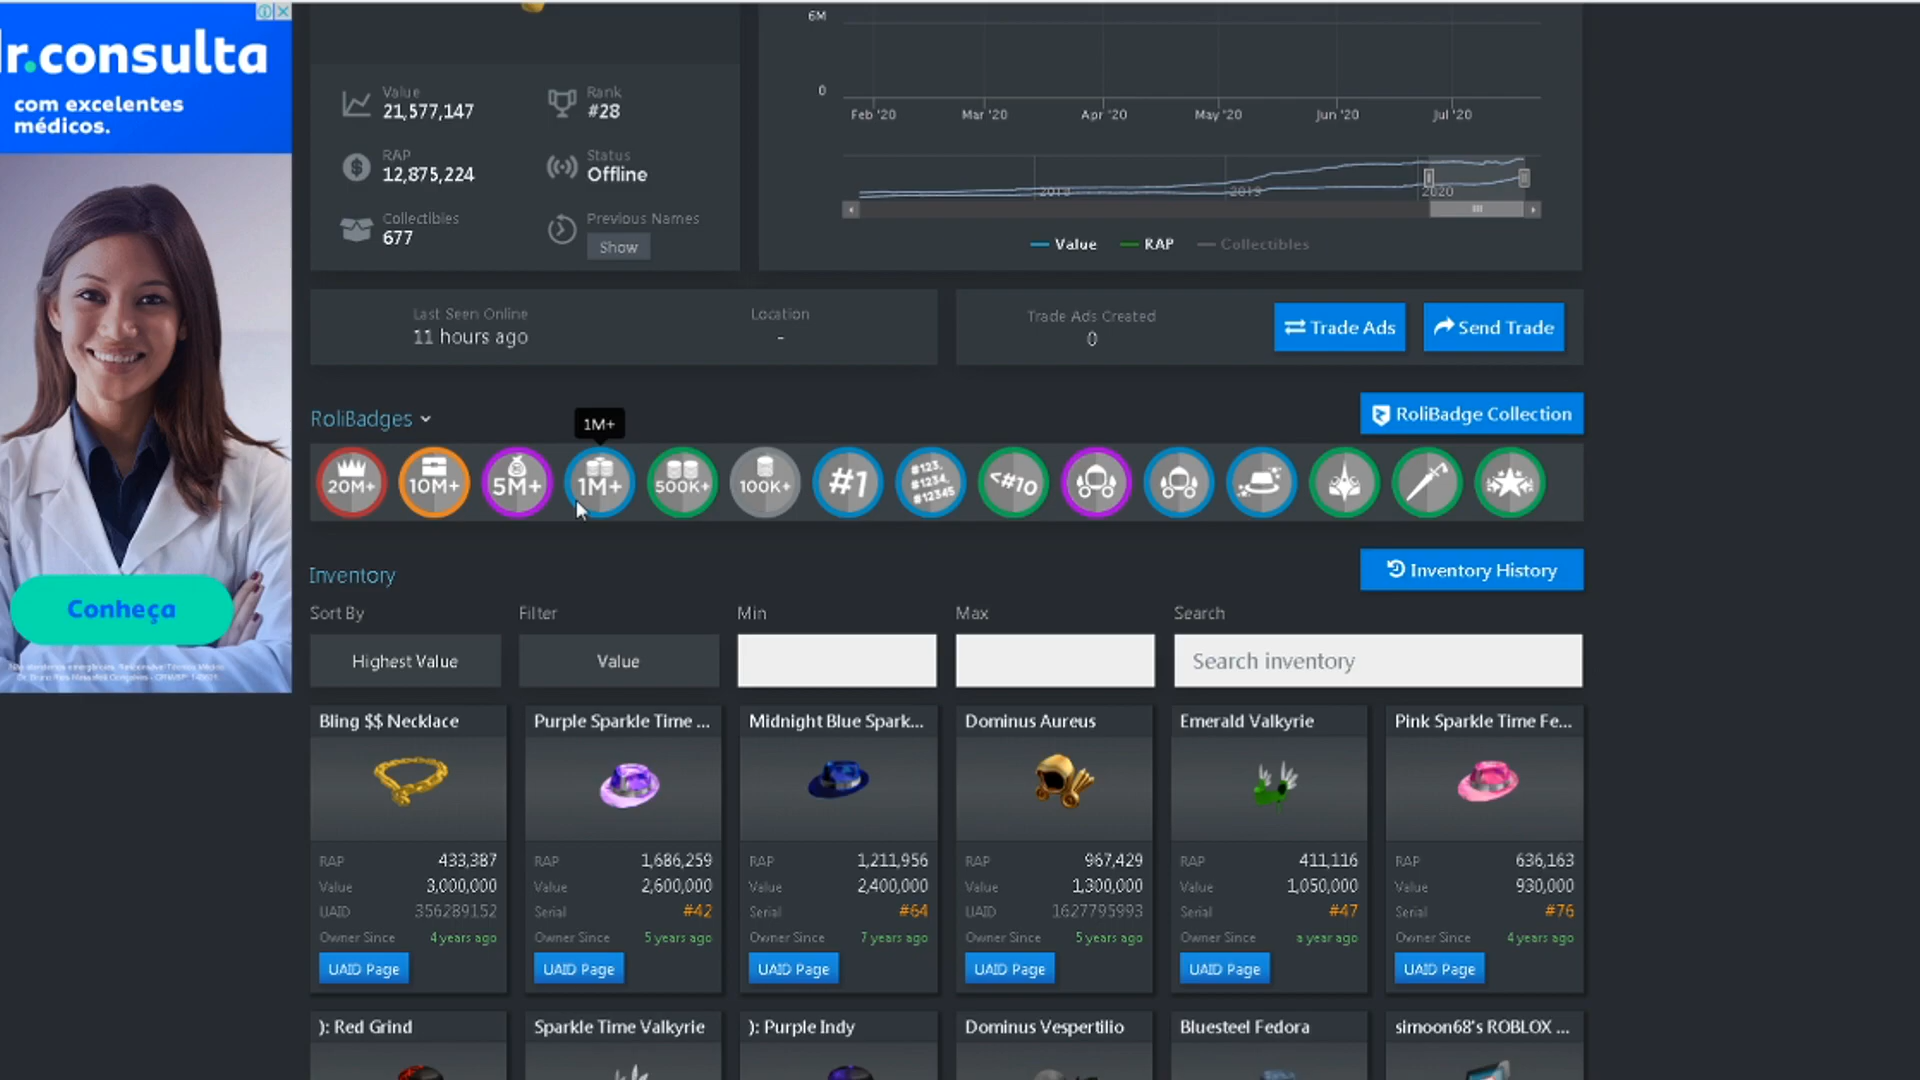 dr.consulta
com excelentes
médicos.
Conheça
Value
21,577,147
Rank
#28
RAP
12,875,224
Status
Offline
Collectibles
677
Previous Names
Show
6M
0
Feb '20 Mar '20 Apr '20 May '20 Jun '20 Jul '20
2018 2019 2020
Value RAP Collectibles
Last Seen Online
11 hours ago
Location
-
Trade Ads Created
0
Trade Ads
Send Trade
RoliBadges
1M+
RoliBadge Collection
20M+ 10M+ 5M+ 1M+ 500K+ 100K+ #1 #123, #1234, #12345 <#10
Inventory
Inventory History
Sort By Filter Min Max Search
Highest Value Value Search inventory
Bling $$ Necklace Purple Sparkle Time ... Midnight Blue Spark... Dominus Aureus Emerald Valkyrie Pink Sparkle Time Fe...
RAP 433,387 RAP 1,686,259 RAP 1,211,956 RAP 967,429 RAP 411,116 RAP 636,163
Value 3,000,000 Value 2,600,000 Value 2,400,000 Value 1,300,000 Value 1,050,000 Value 930,000
UAID 356289152 Serial #42 Serial #64 UAID 1627795993 Serial #47 Serial #76
Owner Since 4 years ago Owner Since 5 years ago Owner Since 7 years ago Owner Since 5 years ago Owner Since a year ago Owner Since 4 years ago
UAID Page UAID Page UAID Page UAID Page UAID Page UAID Page
): Red Grind Sparkle Time Valkyrie ): Purple Indy Dominus Vespertilio Bluesteel Fedora simoon68's ROBLOX ...